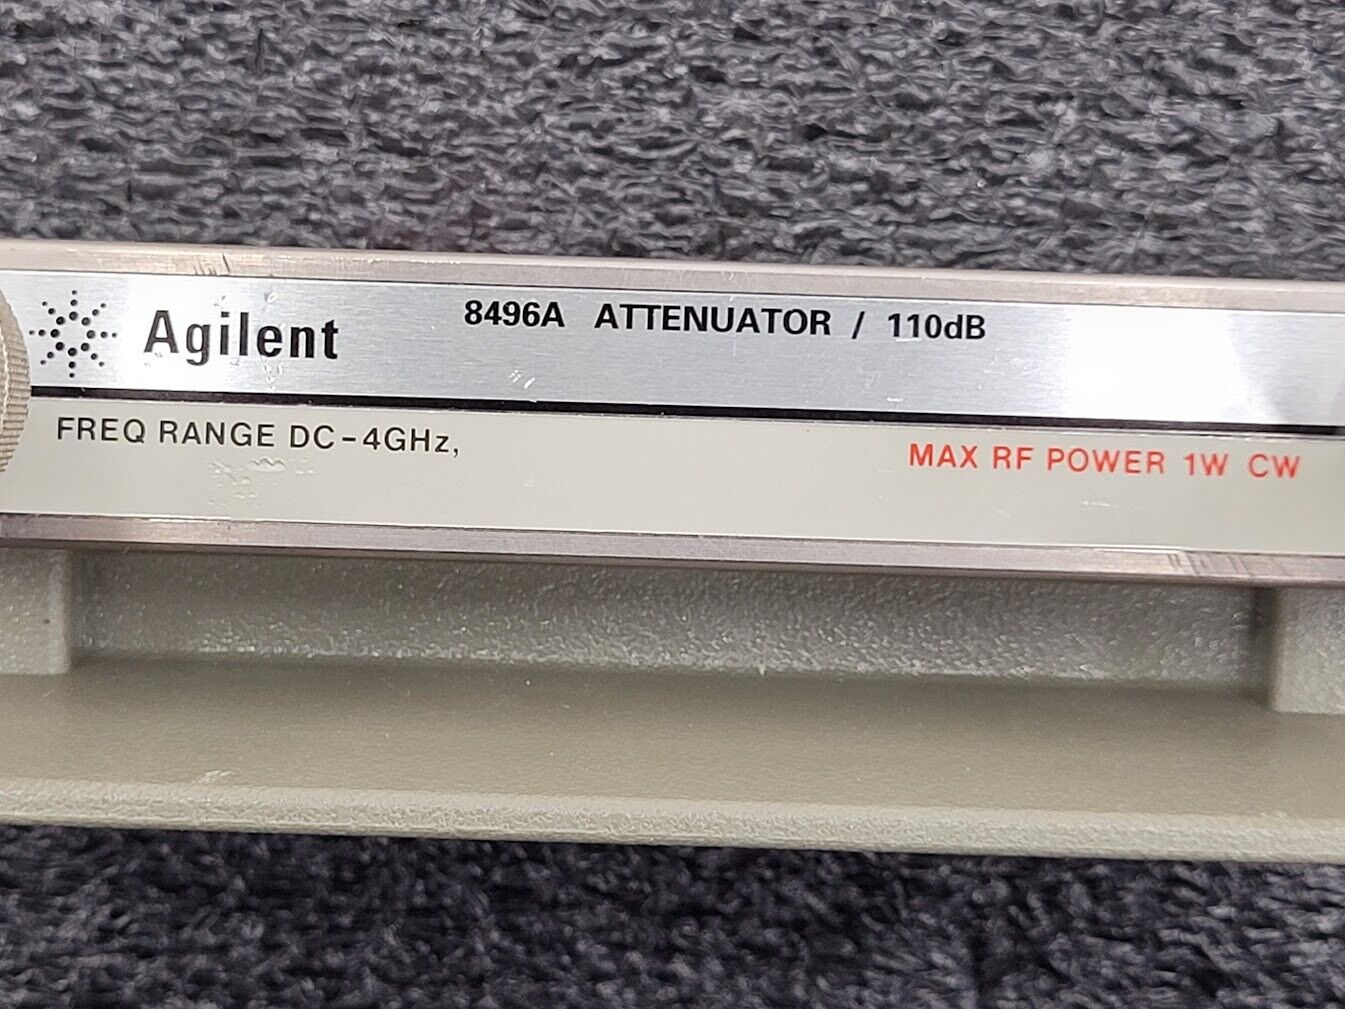 Agilent 8496A ATTENUATOR / 110dB
FREQ RANGE DC-4GHz, MAX RF POWER 1W CW